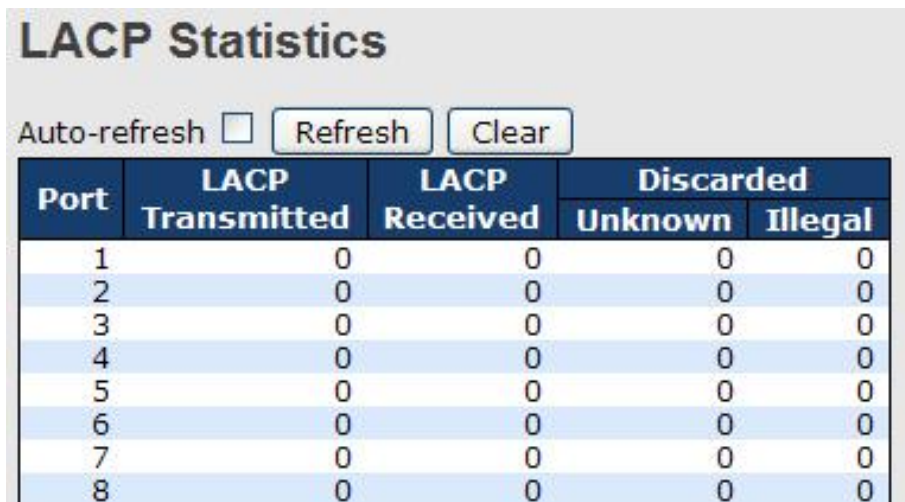 LACP Statistics
Auto-refresh Refresh Clear
Port LACP Transmitted LACP Received Discarded
Unknown Illegal
1 0 0 0 0
2 0 0 0 0
3 0 0 0 0
4 0 0 0 0
5 0 0 0 0
6 0 0 0 0
7 0 0 0 0
8 0 0 0 0